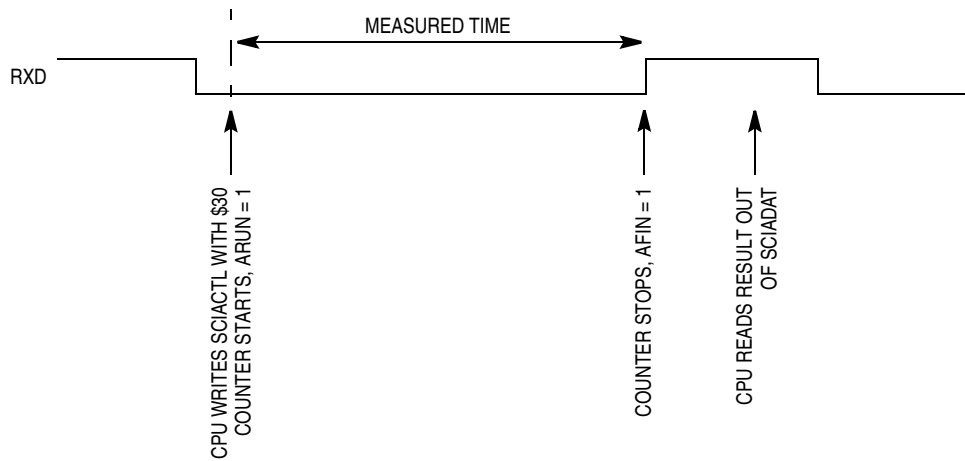 MEASURED TIME
RXD
CPU WRITES SCIACTL WITH $30
COUNTER STARTS, ARUN = 1
COUNTER STOPS, AFIN = 1
CPU READS RESULT OUT
OF SCIADAT